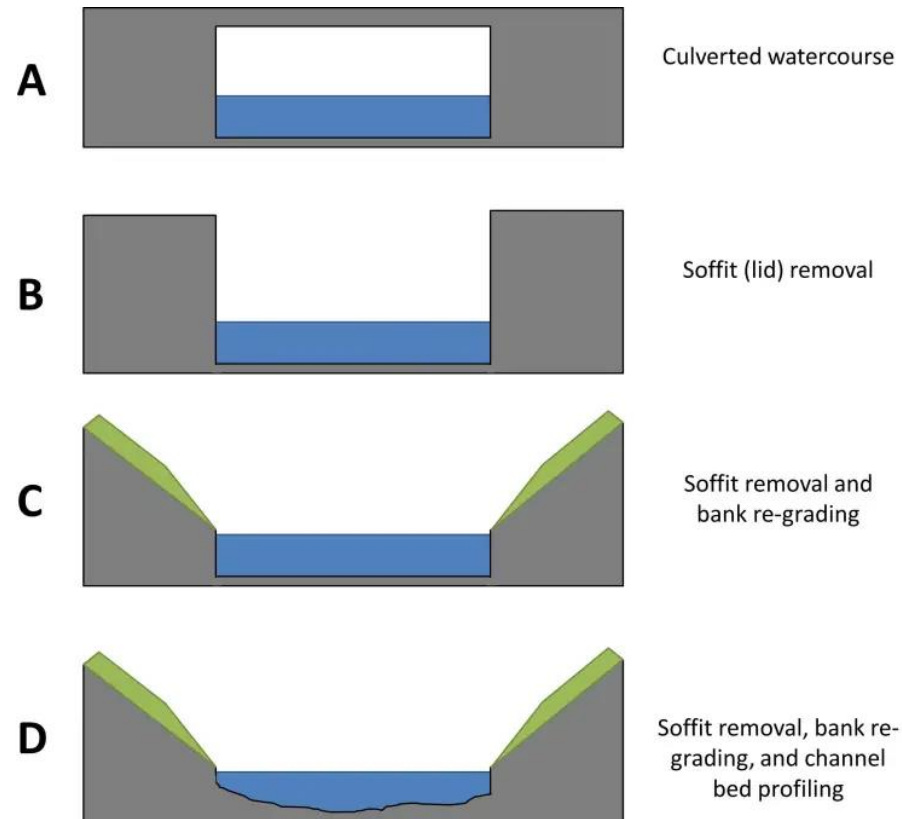 A
Culverted watercourse
B
Soffit (lid) removal
C
Soffit removal and
bank re-grading
D
Soffit removal, bank re-
grading, and channel
bed profiling